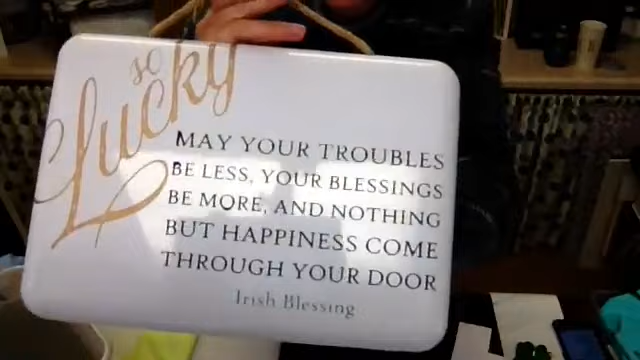 so
Lucky
MAY YOUR TROUBLES
BE LESS, YOUR BLESSINGS
BE MORE, AND NOTHING
BUT HAPPINESS COME
THROUGH YOUR DOOR
Irish Blessing